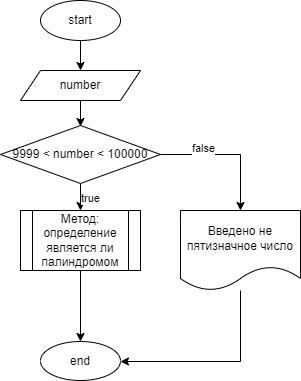 start
number
9999 < number < 100000
false
true
Метод:
определение
является ли
палиндромом
Введено не
пятизначное число
end